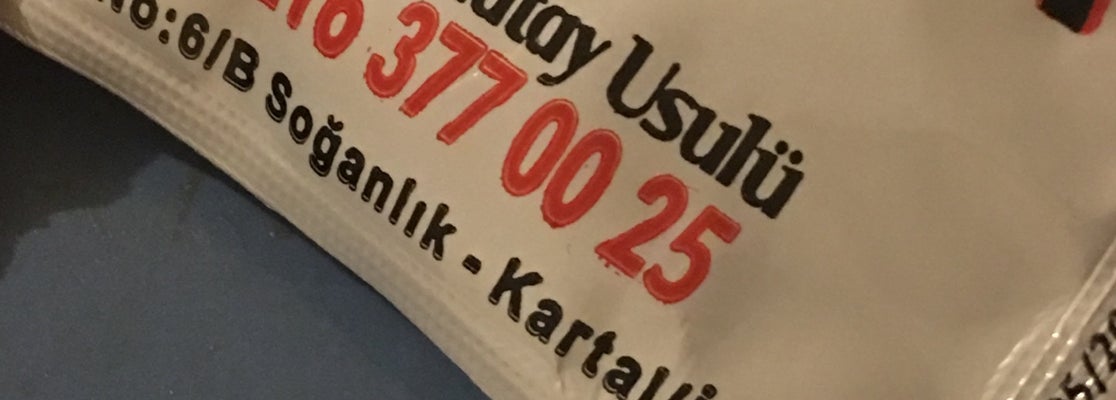 Usulü
377 00 25
No:6/B Soğanlık - Kartal/İ